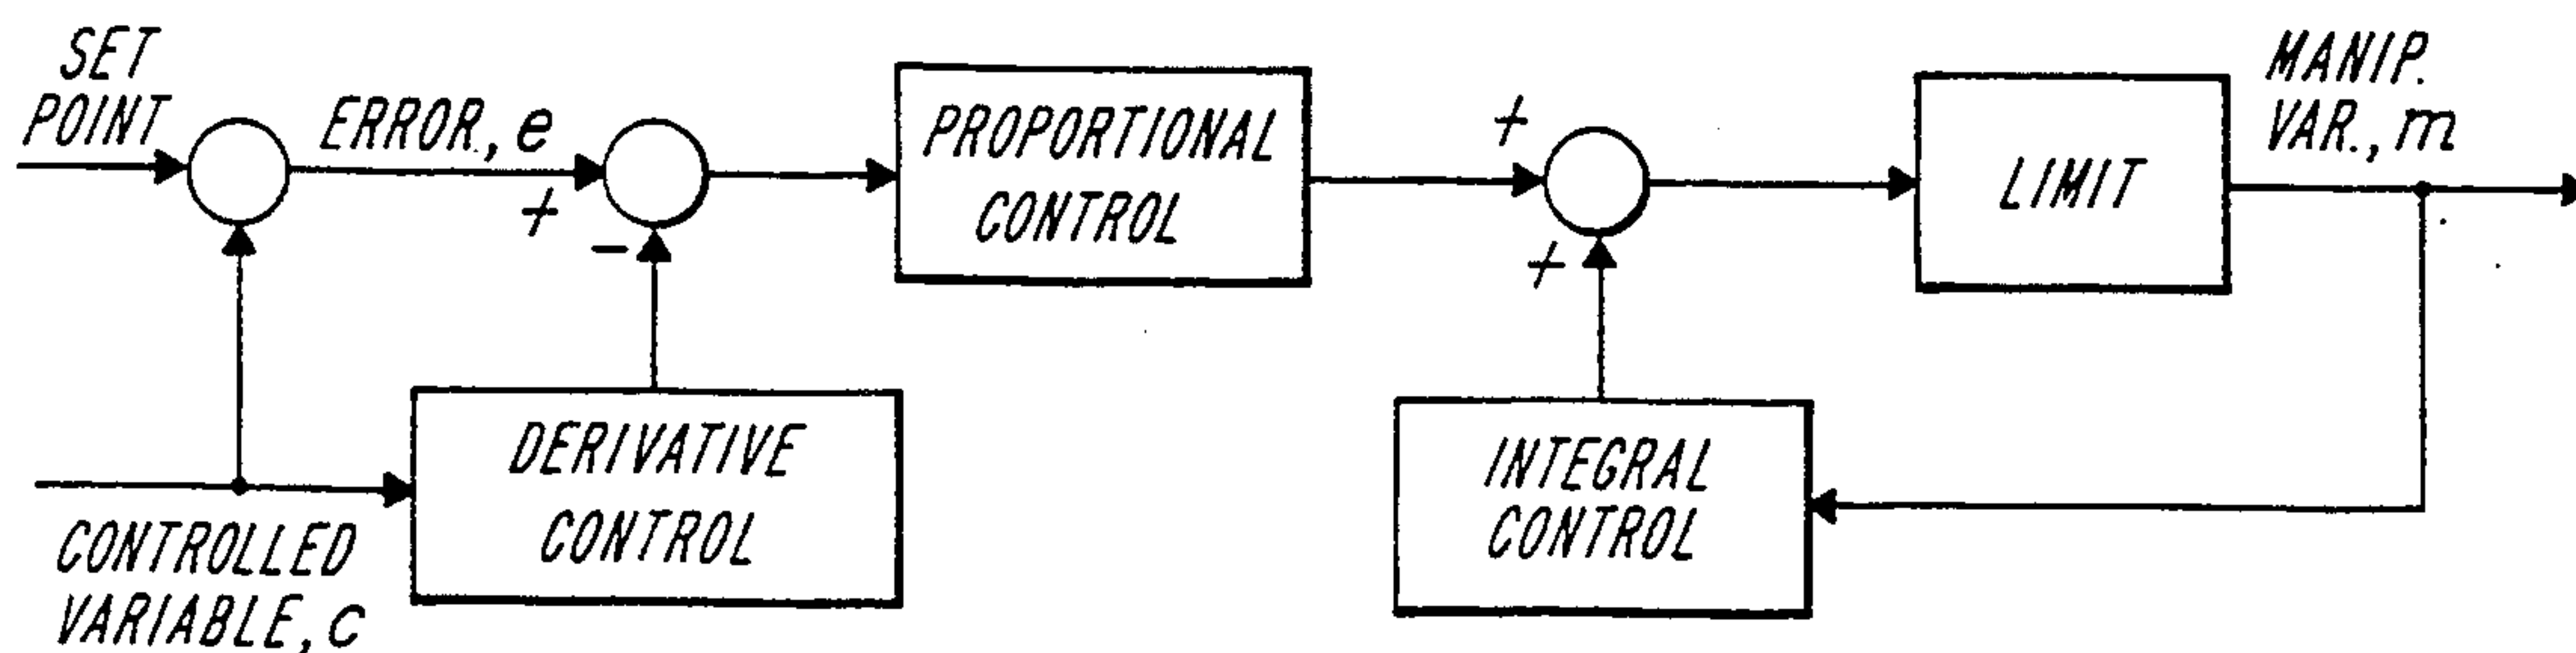 SET
POINT
ERROR, e
+
-
PROPORTIONAL
CONTROL
+
+
LIMIT
MANIP.
VAR., m
DERIVATIVE
CONTROL
INTEGRAL
CONTROL
CONTROLLED
VARIABLE, c